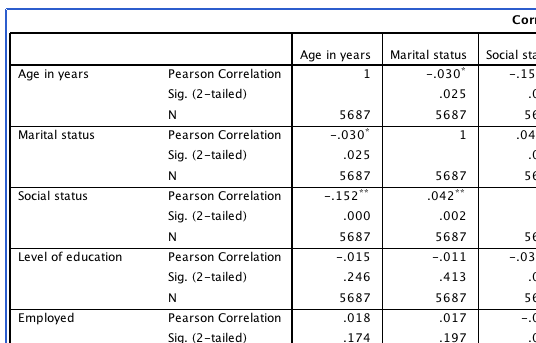 Corr
Age in years Marital status Social sta
Age in years Pearson Correlation 1 -.030* -.15
Sig. (2-tailed) .025 .0
N 5687 5687 56
Marital status Pearson Correlation -.030* 1 .04
Sig. (2-tailed) .025 .0
N 5687 5687 56
Social status Pearson Correlation -.152** .042**
Sig. (2-tailed) .000 .002
N 5687 5687 56
Level of education Pearson Correlation -.015 -.011 -.03
Sig. (2-tailed) .246 .413 .0
N 5687 5687 56
Employed Pearson Correlation .018 .017 -.0
Sig. (2-tailed) .174 .197 .0